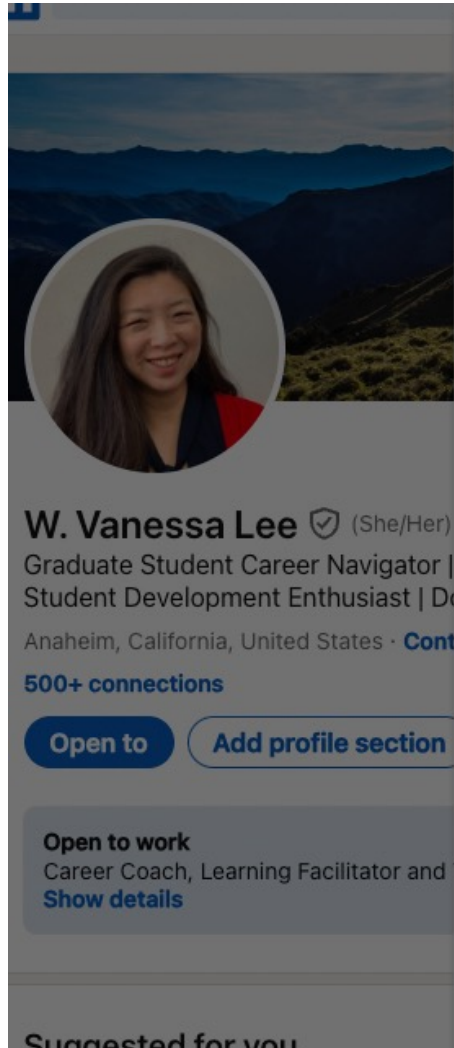 W. Vanessa Lee (She/Her)
Graduate Student Career Navigator |
Student Development Enthusiast |
Anaheim, California, United States ·
500+ connections
Open to
Add profile section
Open to work
Career Coach, Learning Facilitator and
Show details
Suggested for you